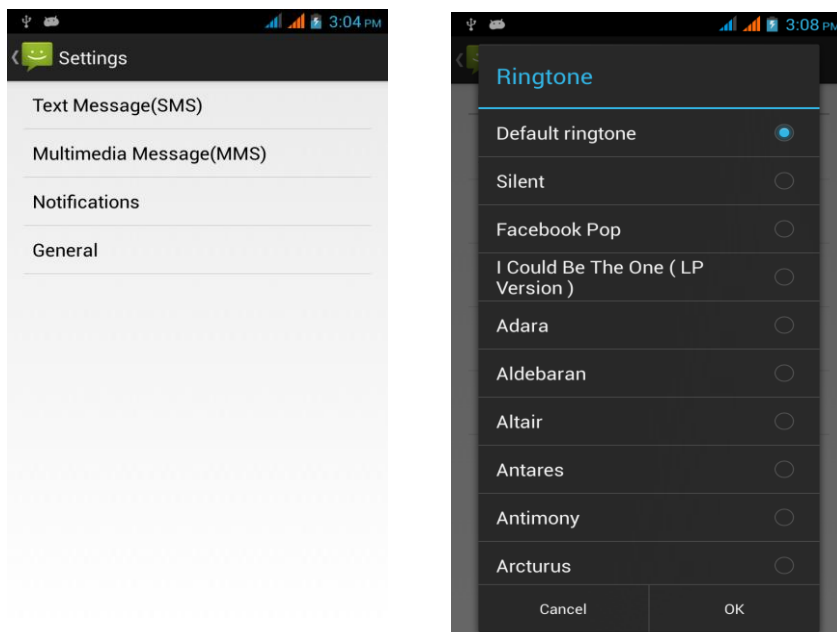 3:04 PM
Settings
Text Message(SMS)
Multimedia Message(MMS)
Notifications
General
3:08 PM
Ringtone
Default ringtone
Silent
Facebook Pop
I Could Be The One ( LP
Version )
Adara
Aldebaran
Altair
Antares
Antimony
Arcturus
Cancel
OK